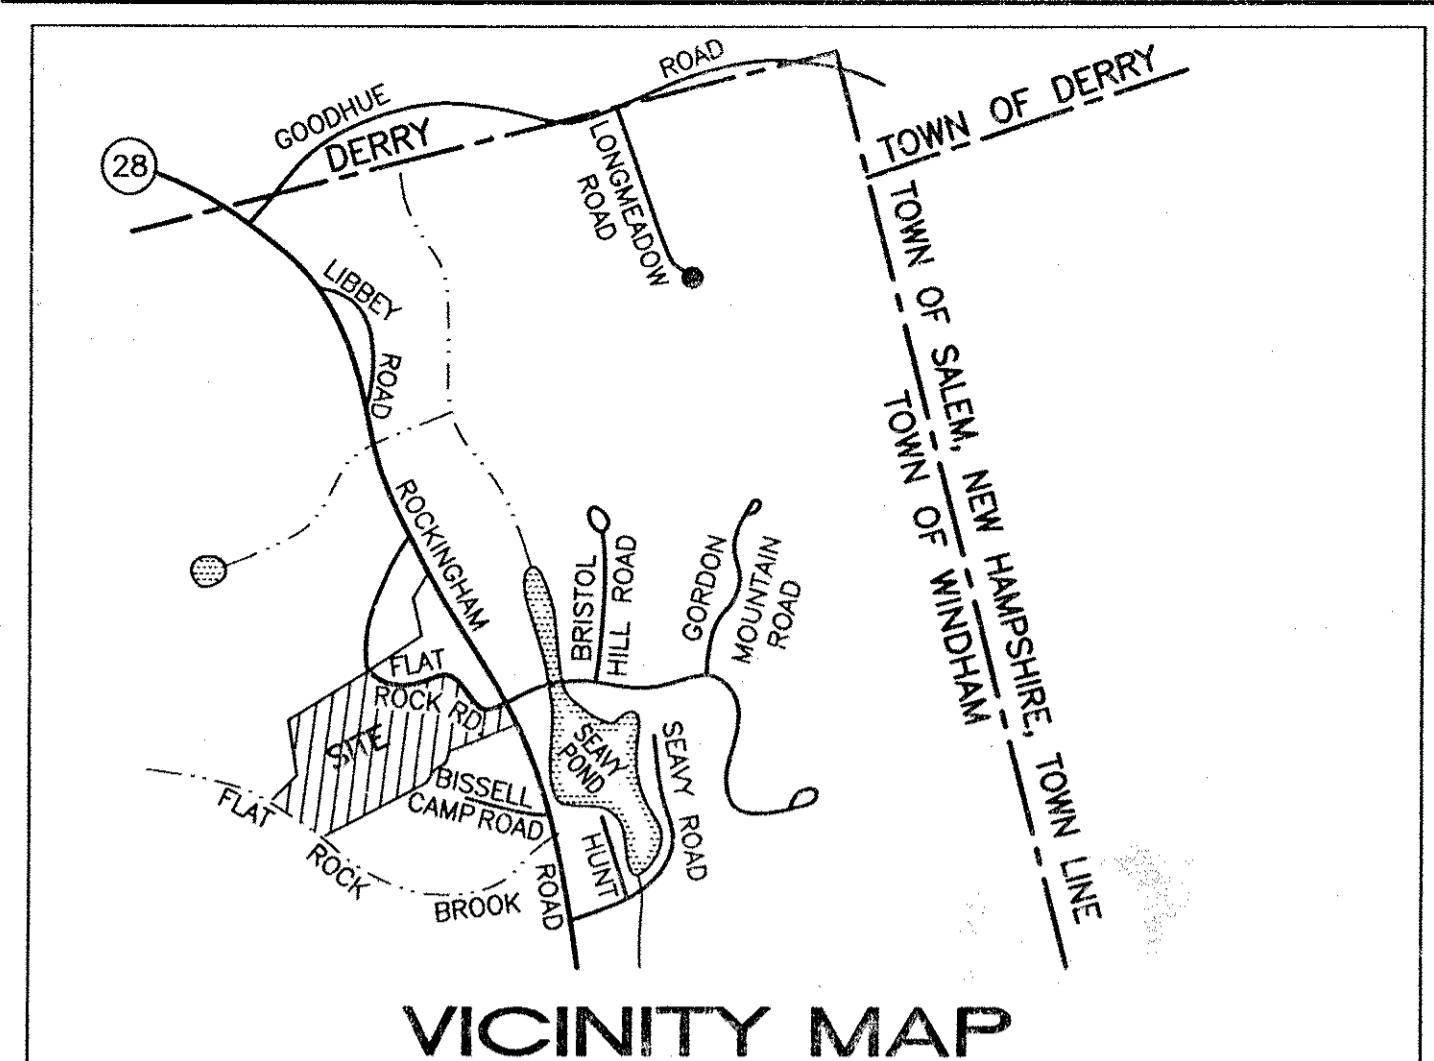 GOODHUE
ROAD
DERRY
28
LONGMEADOW
ROAD
TOWN OF DERRY
TOWN OF SALEM, NEW HAMPSHIRE, TOWN LINE
TOWN OF WINDHAM
LIBBEY
ROAD
ROCKINGHAM
BRISTOL
HILL ROAD
GORDON
MOUNTAIN
ROAD
FLAT
ROCK RD.
SITE
SEAVY
POND
SEAVY ROAD
BISSELL
CAMP ROAD
FLAT
ROCK
BROOK
HUNT
ROAD
VICINITY MAP